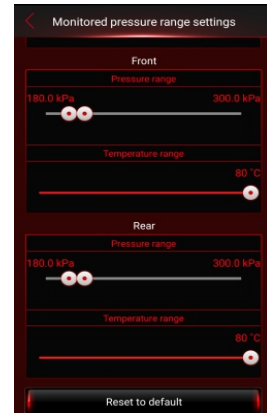 Monitored pressure range settings
Front
Pressure range
180.0 kPa 300.0 kPa
Temperature range
80 °C
Rear
Pressure range
180.0 kPa 300.0 kPa
Temperature range
80 °C
Reset to default